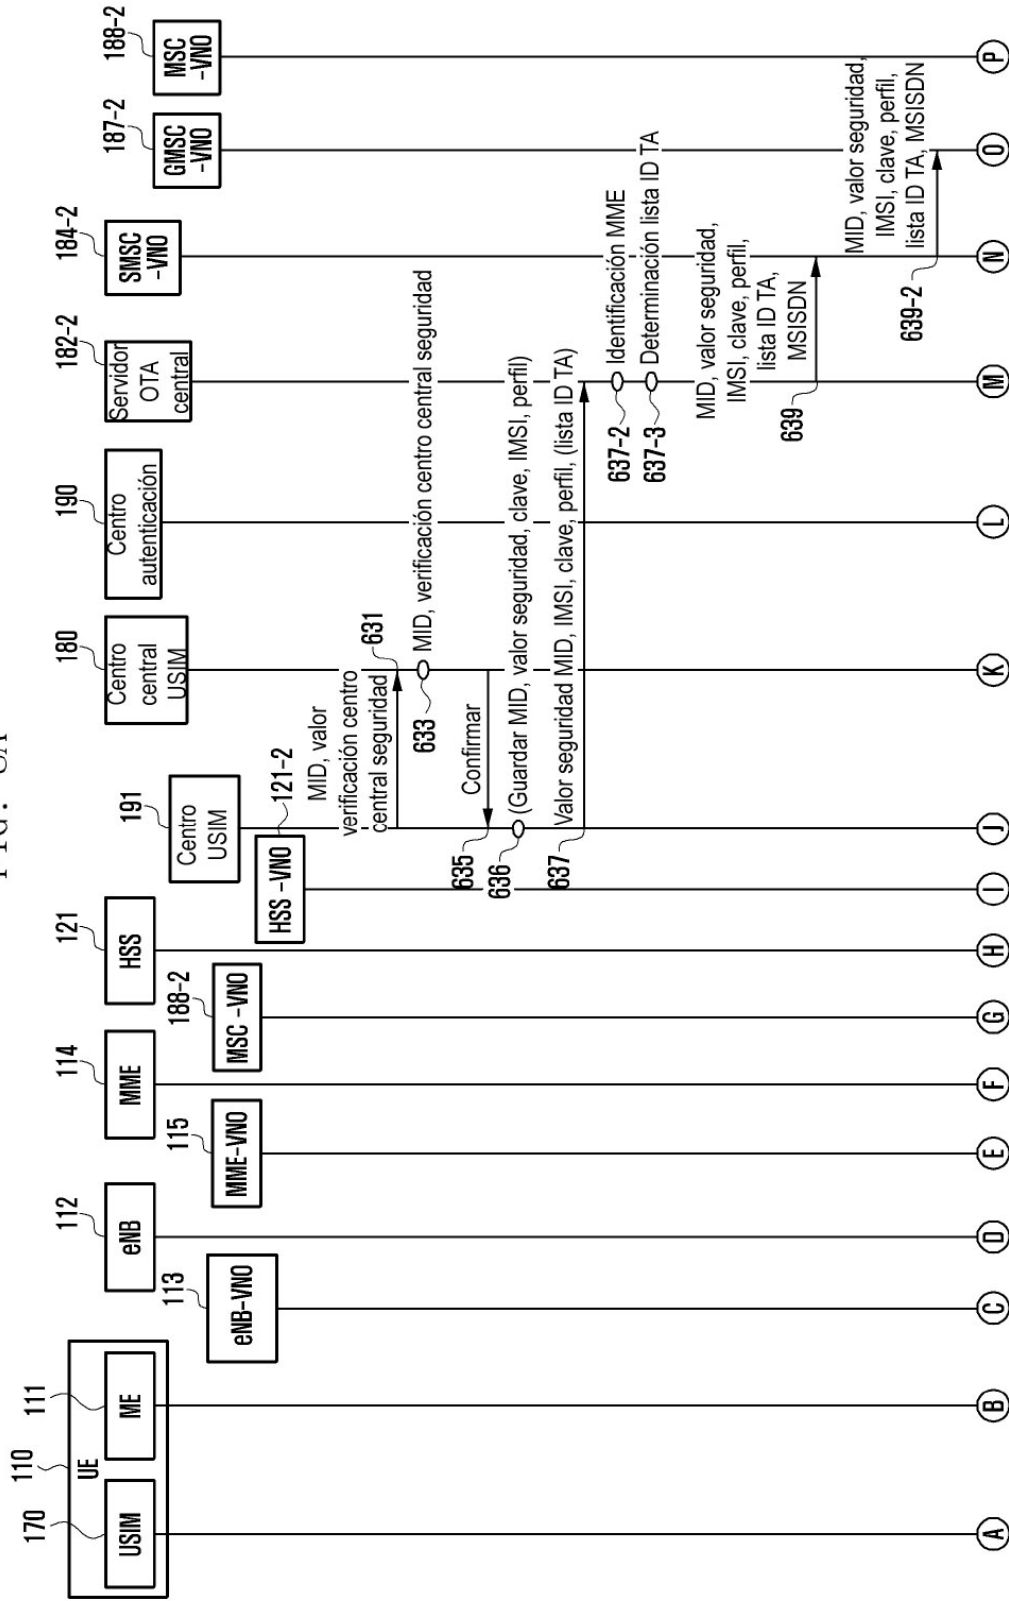 110
170
111
UE
USIM
ME
112
eNB
113
eNB-VNO
114
MME
115
MME-VNO
121
HSS
188-2
MSC -VNO
191
Centro
USIM
121-2
HSS -VNO
180
Centro
central
USIM
190
Centro
autenticación
182-2
Servidor
OTA
central
184-2
SMSC
-VNO
187-2
GMSC
-VNO
188-2
MSC
-VNO
MID, valor
verificación centro
central seguridad
631
633
MID, verificación centro central seguridad
Confirmar
635
636
(Guardar MID, valor seguridad, clave, IMSI, perfil)
637
Valor seguridad MID, IMSI, clave, perfil, (lista ID TA)
637-2
Identificación MME
637-3
Determinación lista ID TA
MID, valor seguridad,
IMSI, clave, perfil,
lista ID TA,
MSISDN
639
MID, valor seguridad,
IMSI, clave, perfil,
lista ID TA, MSISDN
639-2
A
B
C
D
E
F
G
H
I
J
K
L
M
N
O
P